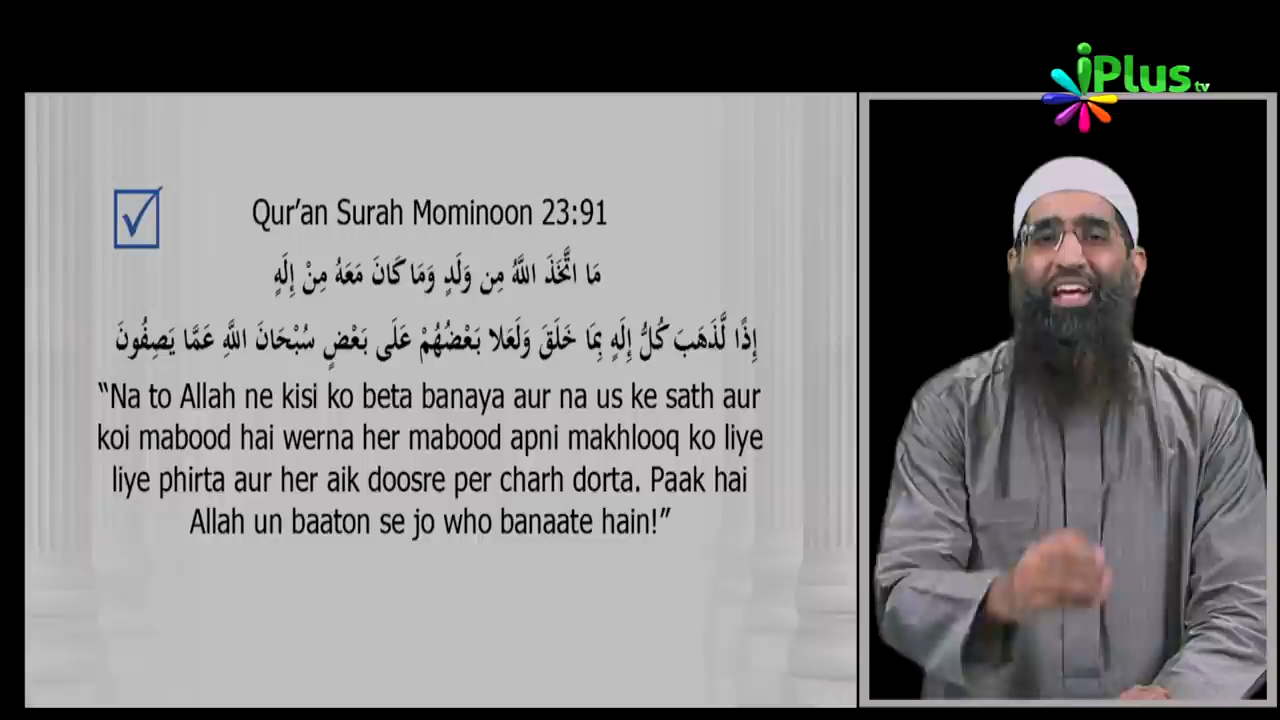 iPlus tv
Qur’an Surah Mominoon 23:91
مَا اتَّخَذَ اللَّهُ مِن وَلَدٍ وَمَا كَانَ مَعَهُ مِنْ إِلَهٍ
إِذًا لَّذَهَبَ كُلُّ إِلَهٍ بِمَا خَلَقَ وَلَعَلا بَعْضُهُمْ عَلَى بَعْضٍ سُبْحَانَ اللَّهِ عَمَّا يَصِفُونَ
“Na to Allah ne kisi ko beta banaya aur na us ke sath aur
koi mabood hai werna her mabood apni makhlooq ko liye
liye phirta aur her aik doosre per charh dorta. Paak hai
Allah un baaton se jo who banaate hain!”